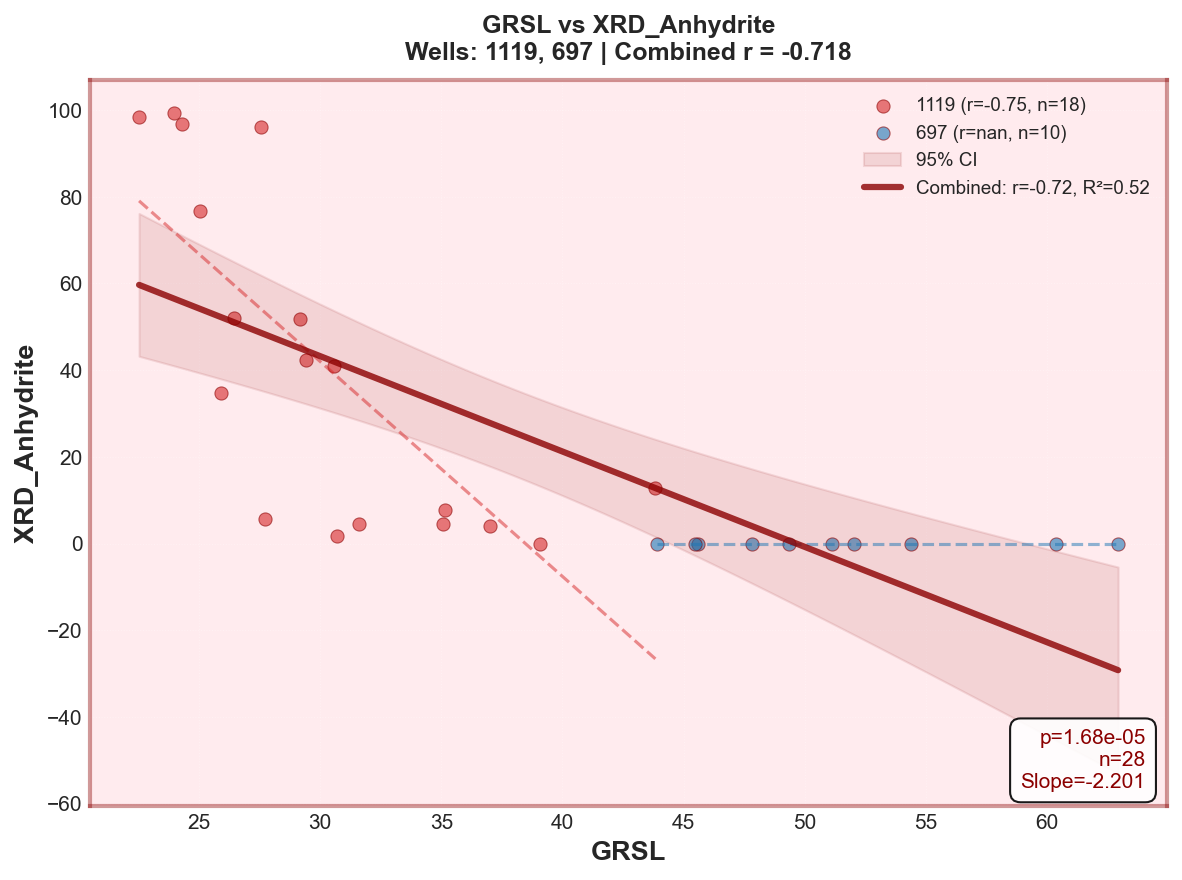 GRSL vs XRD_Anhydrite
Wells: 1119, 697 | Combined r = -0.718
1119 (r=-0.75, n=18)
697 (r=nan, n=10)
95% CI
Combined: r=-0.72, R²=0.52
XRD_Anhydrite
100
80
60
40
20
0
−20
−40
−60
p=1.68e-05
n=28
Slope=-2.201
25 30 35 40 45 50 55 60
GRSL